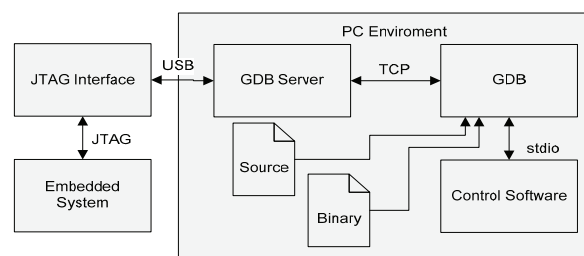 PC Enviroment
JTAG Interface
USB
GDB Server
TCP
GDB
JTAG
Embedded
System
Source
Binary
stdio
Control Software